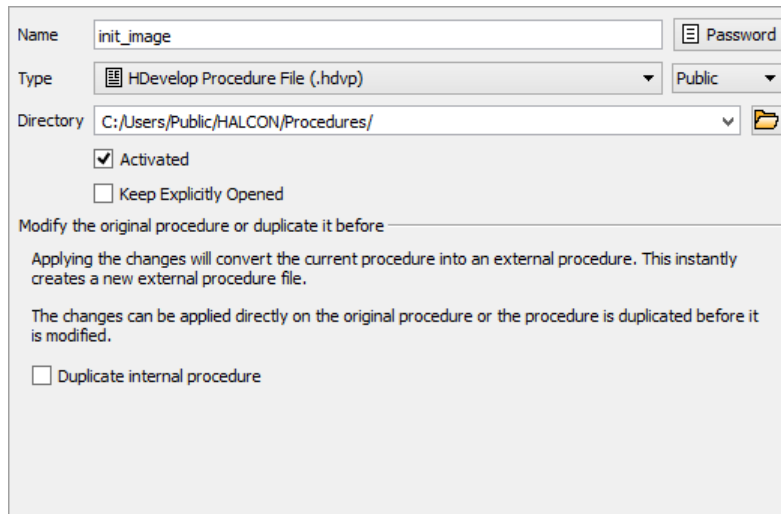 Name init_image Password
Type HDevelop Procedure File (.hdvp) Public
Directory C:/Users/Public/HALCON/Procedures/
Activated
Keep Explicitly Opened
Modify the original procedure or duplicate it before
Applying the changes will convert the current procedure into an external procedure. This instantly
creates a new external procedure file.
The changes can be applied directly on the original procedure or the procedure is duplicated before it
is modified.
Duplicate internal procedure